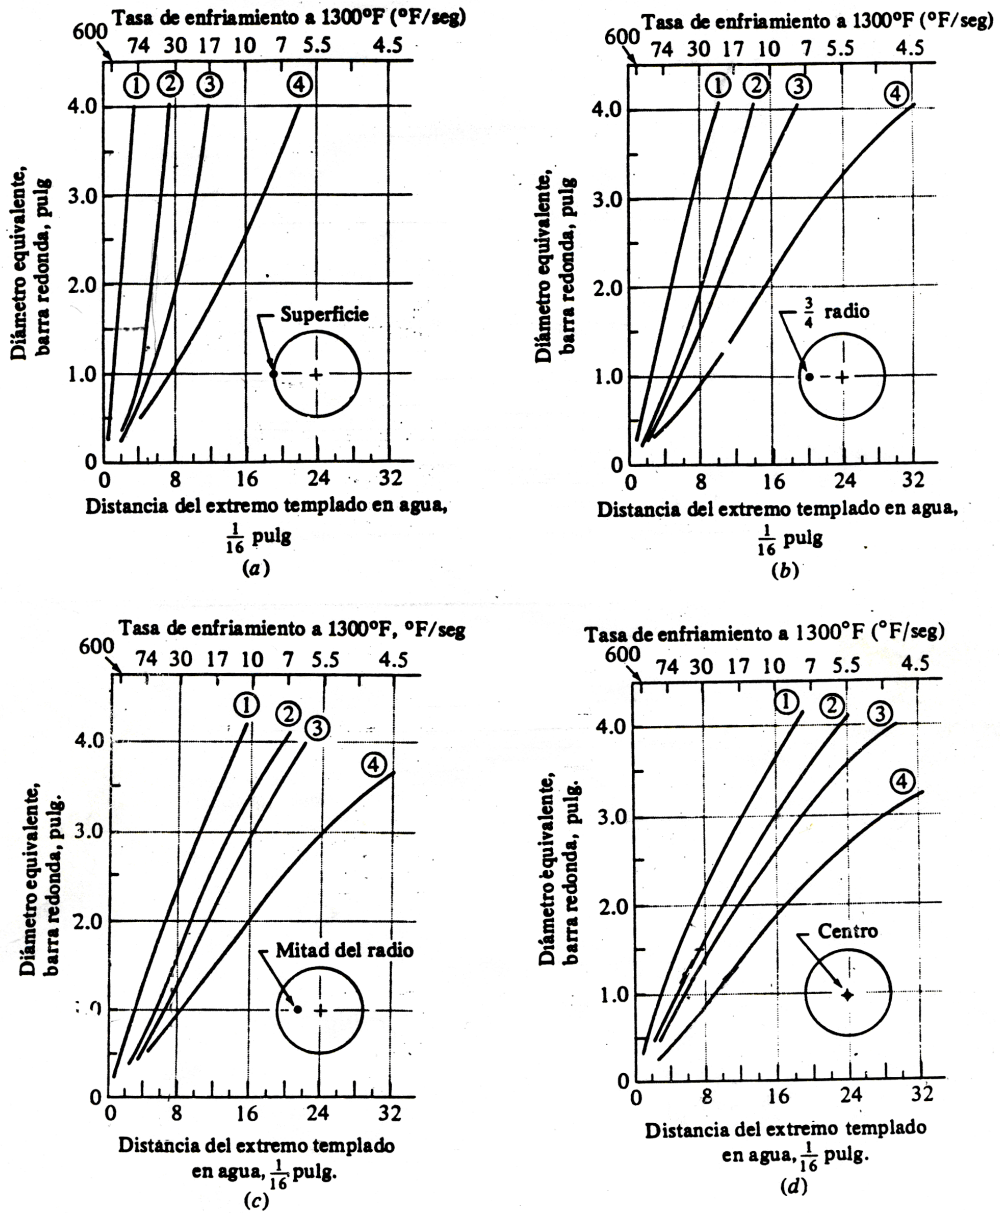 Tasa de enfriamiento a 1300°F (°F/seg)
600
74 30 17 10 7 5.5 4.5
① ② ③ ④
4.0
3.0
2.0
1.0
0
Diámetro equivalente,
barra redonda, pulg
Superficie
0 8 16 24 32
Distancia del extremo templado en agua,
1/16 pulg
(a)
Tasa de enfriamiento a 1300°F (°F/seg)
600
74 30 17 10 7 5.5 4.5
① ② ③ ④
4.0
3.0
2.0
1.0
0
Diámetro equivalente,
barra redonda, pulg
3/4 radio
0 8 16 24 32
Distancia del extremo templado en agua,
1/16 pulg
(b)
Tasa de enfriamiento a 1300°F, °F/seg
600
74 30 17 10 7 5.5 4.5
① ② ③ ④
4.0
3.0
2.0
1.0
0
Diámetro equivalente,
barra redonda, pulg.
Mitad del radio
0 8 16 24 32
Distancia del extremo templado
en agua, 1/16 pulg.
(c)
Tasa de enfriamiento a 1300°F (°F/seg)
600
74 30 17 10 7 5.5 4.5
① ② ③ ④
4.0
3.0
2.0
1.0
0
Diámetro equivalente,
barra redonda, pulg.
Centro
0 8 16 24 32
Distancia del extremo templado
en agua, 1/16 pulg.
(d)